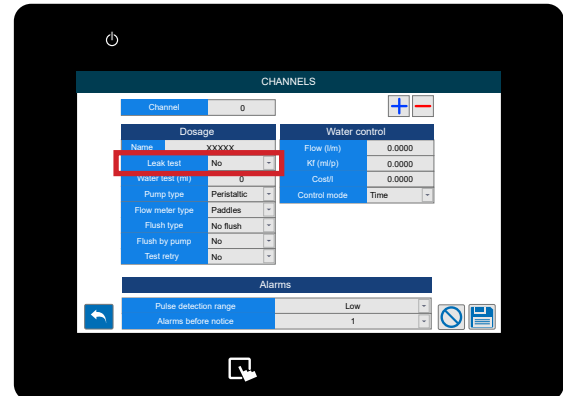 CHANNELS
Channel 0
Dosage
Name XXXXX
Leak test No
Water test (ml) 0
Pump type Peristaltic
Flow meter type Paddles
Flush type No flush
Flush by pump No
Test retry No
Water control
Flow (l/m) 0.0000
Kf (ml/p) 0.0000
Cost/l 0.0000
Control mode Time
Alarms
Pulse detection range Low
Alarms before notice 1